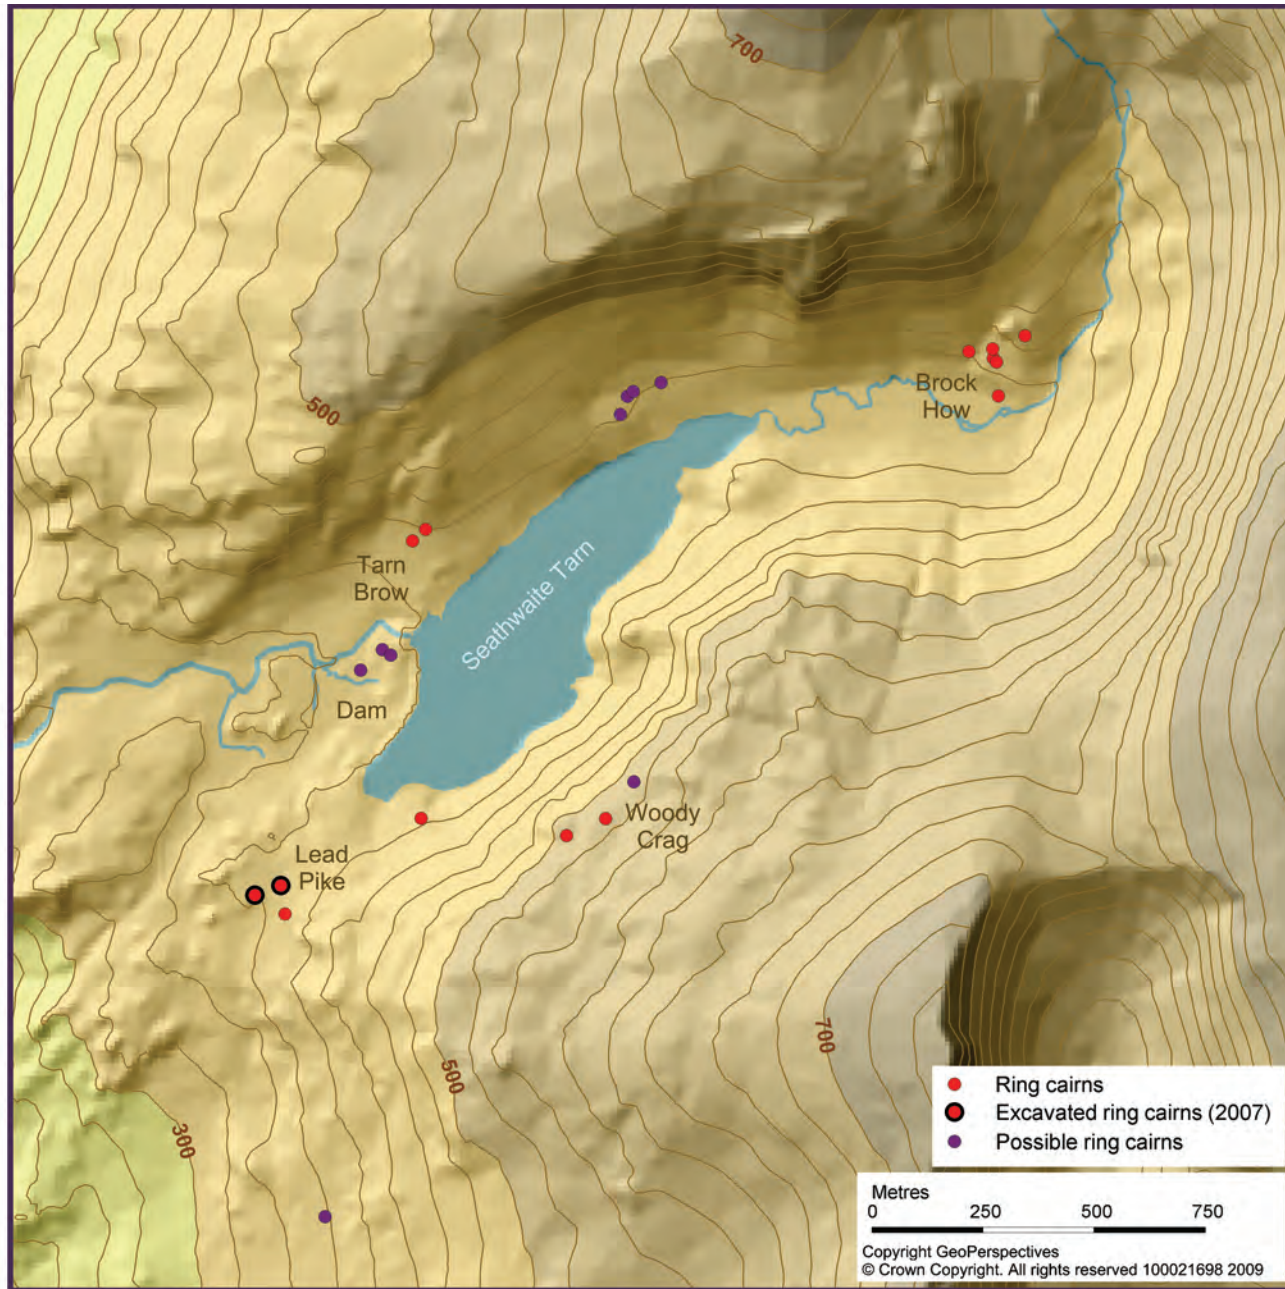 700
500
Brock
How
Tarn
Brow
Seathwaite Tarn
Dam
Woody
Crag
Lead
Pike
700
500
300
Ring cairns
Excavated ring cairns (2007)
Possible ring cairns
Metres
0 250 500 750
Copyright GeoPerspectives
© Crown Copyright. All rights reserved 100021698 2009